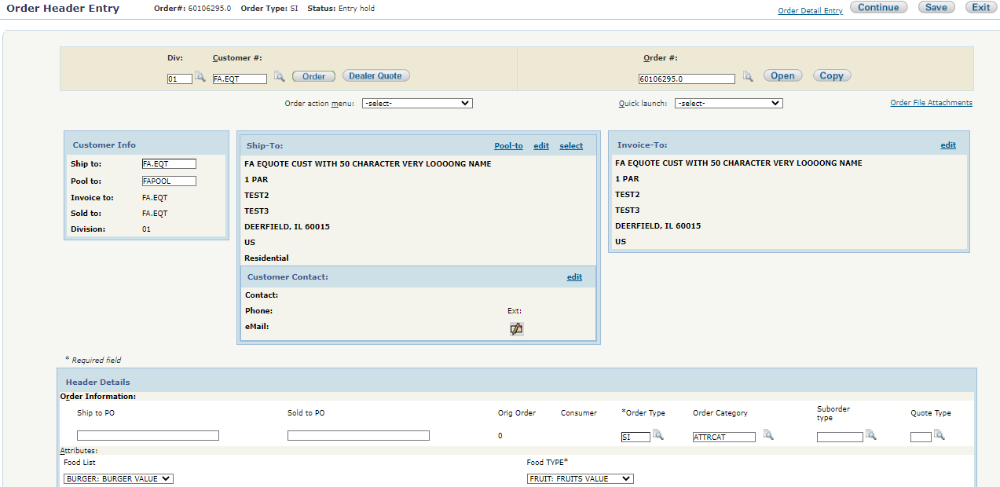 Order Header Entry Order#: 60106295.0 Order Type: SI Status: Entry hold Order Detail Entry Continue Save Exit
Div: Customer #: Order #:
01 FA.EQT Order Dealer Quote 60106295.0 Open Copy
Order action menu: -select- Quick launch: -select- Order File Attachments
Customer Info
Ship to: FA.EQT
Pool to: FAPOOL
Invoice to: FA.EQT
Sold to: FA.EQT
Division: 01
Ship-To: Pool-to edit select
FA EQUOTE CUST WITH 50 CHARACTER VERY LOOOONG NAME
1 PAR
TEST2
TEST3
DEERFIELD, IL 60015
US
Residential
Customer Contact: edit
Contact:
Phone: Ext:
eMail:
Invoice-To: edit
FA EQUOTE CUST WITH 50 CHARACTER VERY LOOOONG NAME
1 PAR
TEST2
TEST3
DEERFIELD, IL 60015
US
* Required field
Header Details
Order Information:
Ship to PO Sold to PO Orig Order Consumer *Order Type Order Category Suborder type Quote Type
0 SI ATTRCAT
Attributes:
Food List Food TYPE*
BURGER: BURGER VALUE FRUIT: FRUITS VALUE